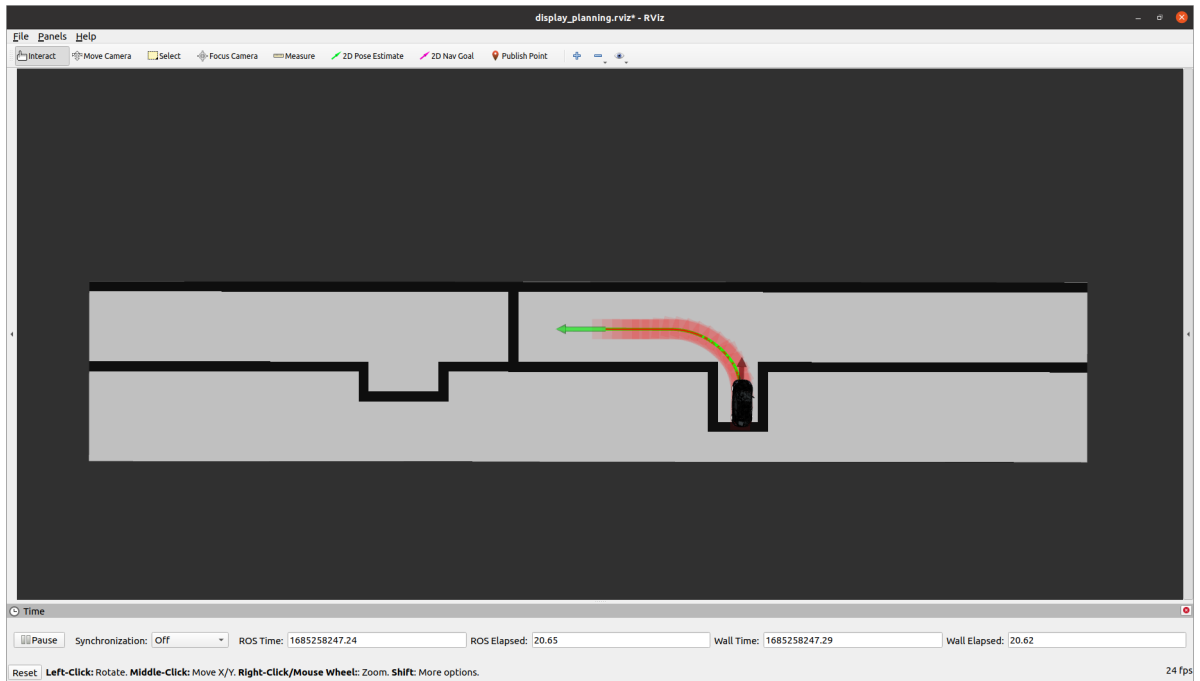 display_planning.rviz* - RViz
File Panels Help
Interact Move Camera Select Focus Camera Measure 2D Pose Estimate 2D Nav Goal Publish Point
Time
Pause Synchronization: Off ROS Time: 1685258247.24 ROS Elapsed: 20.65 Wall Time: 1685258247.29 Wall Elapsed: 20.62
Reset Left-Click: Rotate. Middle-Click: Move X/Y. Right-Click/Mouse Wheel:: Zoom. Shift: More options. 24 fps